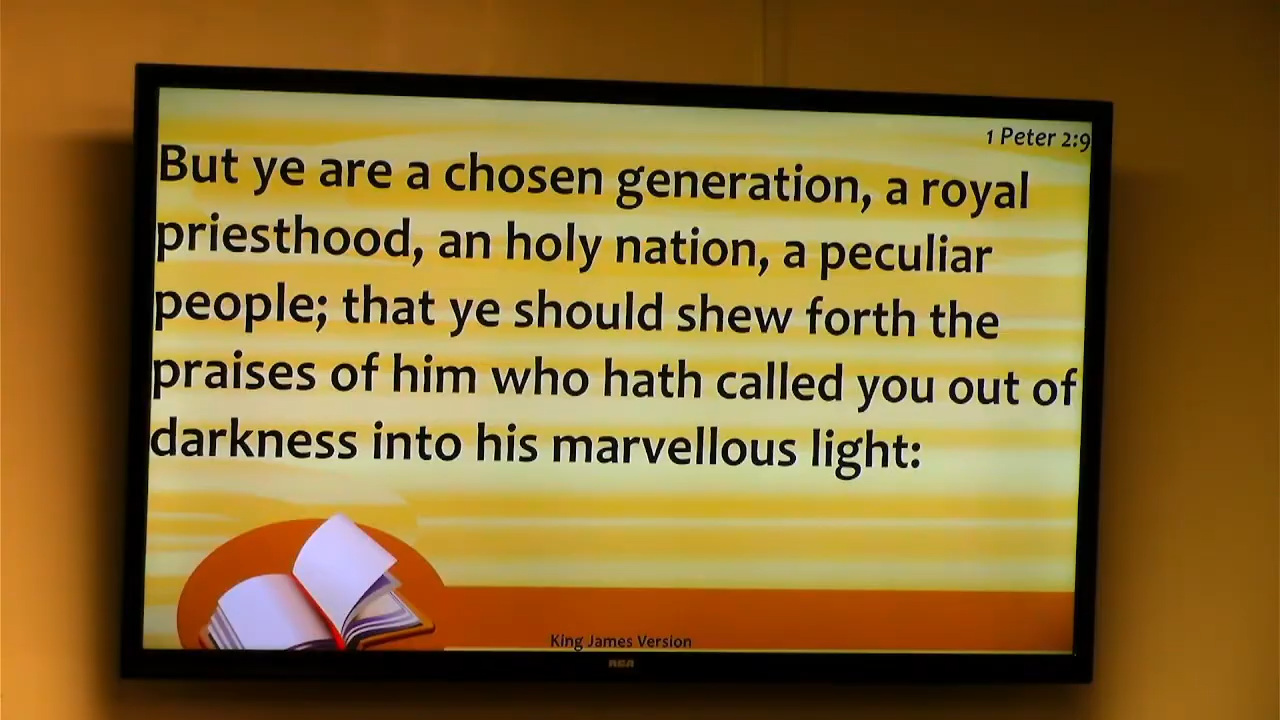 1 Peter 2:9
But ye are a chosen generation, a royal
priesthood, an holy nation, a peculiar
people; that ye should shew forth the
praises of him who hath called you out of
darkness into his marvellous light:
King James Version
RCA